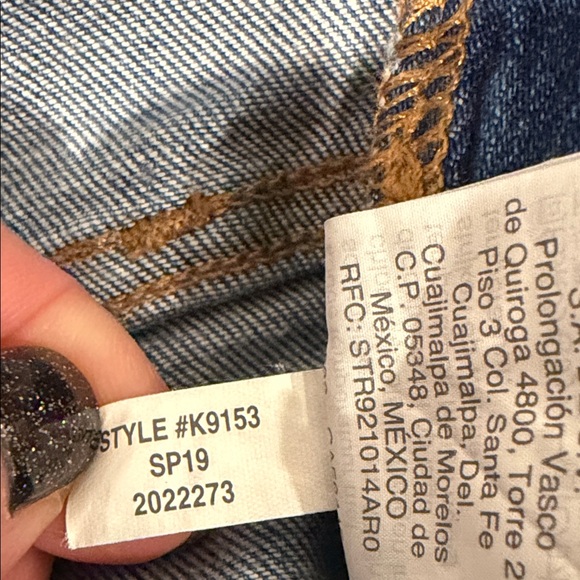 STYLE #K9153
SP19
2022273
Prolongación Vasco
de Quiroga 4800, Torre 2
Piso 3 Col. Santa Fe
Cuajimalpa, Del.
Cuajimalpa de Morelos
C.P. 05348, Ciudad de
México, MÉXICO
RFC: STR921014AR0